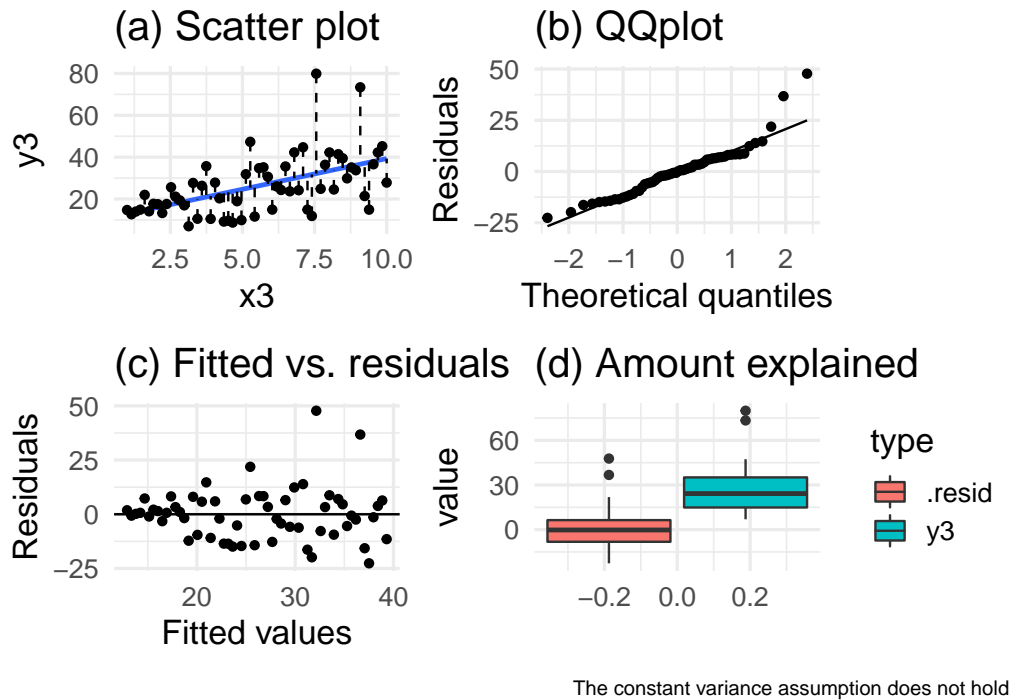 (a) Scatter plot
80
60
40
20
y3
2.5 5.0 7.5 10.0
x3
(b) QQplot
50
25
0
−25
Residuals
−2 −1 0 1 2
Theoretical quantiles
(c) Fitted vs. residuals
50
25
0
−25
Residuals
20 30 40
Fitted values
(d) Amount explained
60
30
0
value
−0.2 0.0 0.2
type
.resid
y3
The constant variance assumption does not hold